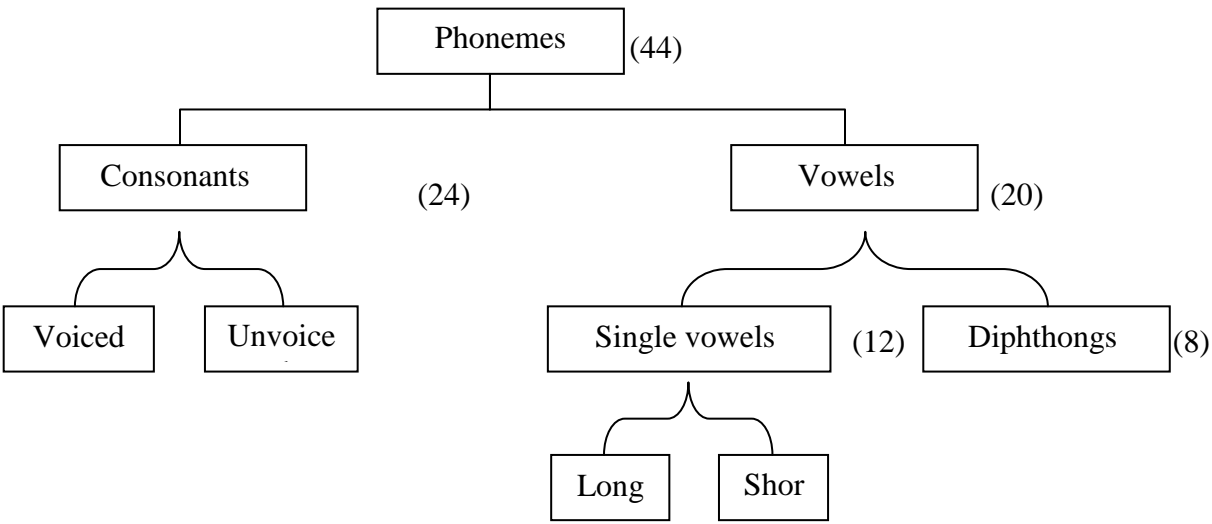 Phonemes (44)
Consonants (24) Vowels (20)
Voiced Unvoice Single vowels (12) Diphthongs (8)
Long Shor